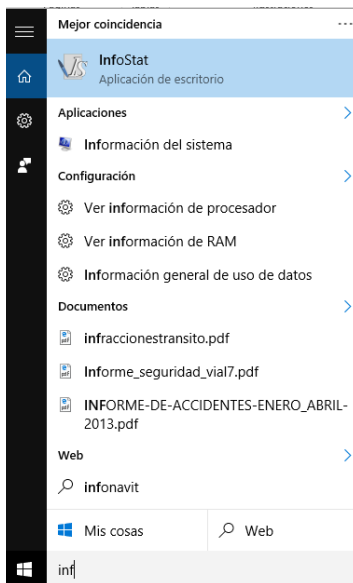 Mejor coincidencia
InfoStat
Aplicación de escritorio
Aplicaciones
Información del sistema
Configuración
Ver información de procesador
Ver información de RAM
Información general de uso de datos
Documentos
infraccionestransito.pdf
Informe_seguridad_vial7.pdf
INFORME-DE-ACCIDENTES-ENERO_ABRIL-
2013.pdf
Web
infonavit
Mis cosas
Web
inf